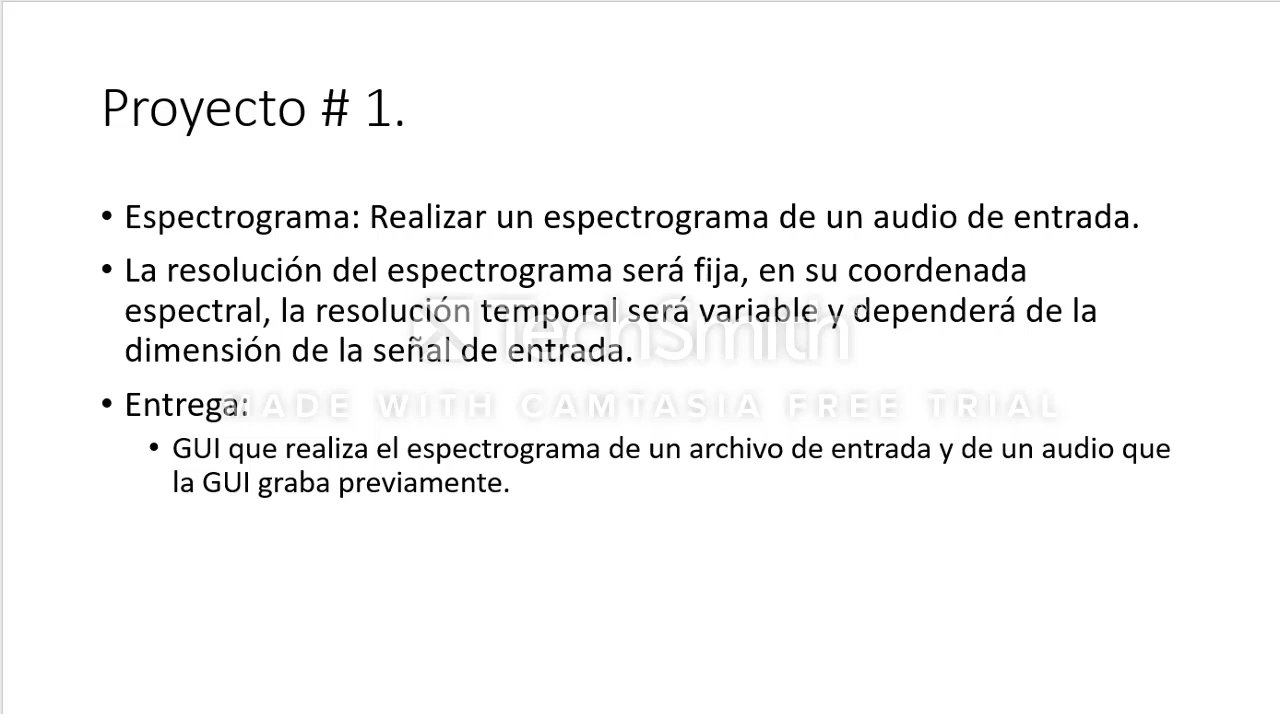 Proyecto # 1.
• Espectrograma: Realizar un espectrograma de un audio de entrada.
• La resolución del espectrograma será fija, en su coordenada
espectral, la resolución temporal será variable y dependerá de la
dimensión de la señal de entrada.
TechSmith
• Entrega:
MADE WITH CAMTASIA FREE TRIAL
• GUI que realiza el espectrograma de un archivo de entrada y de un audio que
la GUI graba previamente.